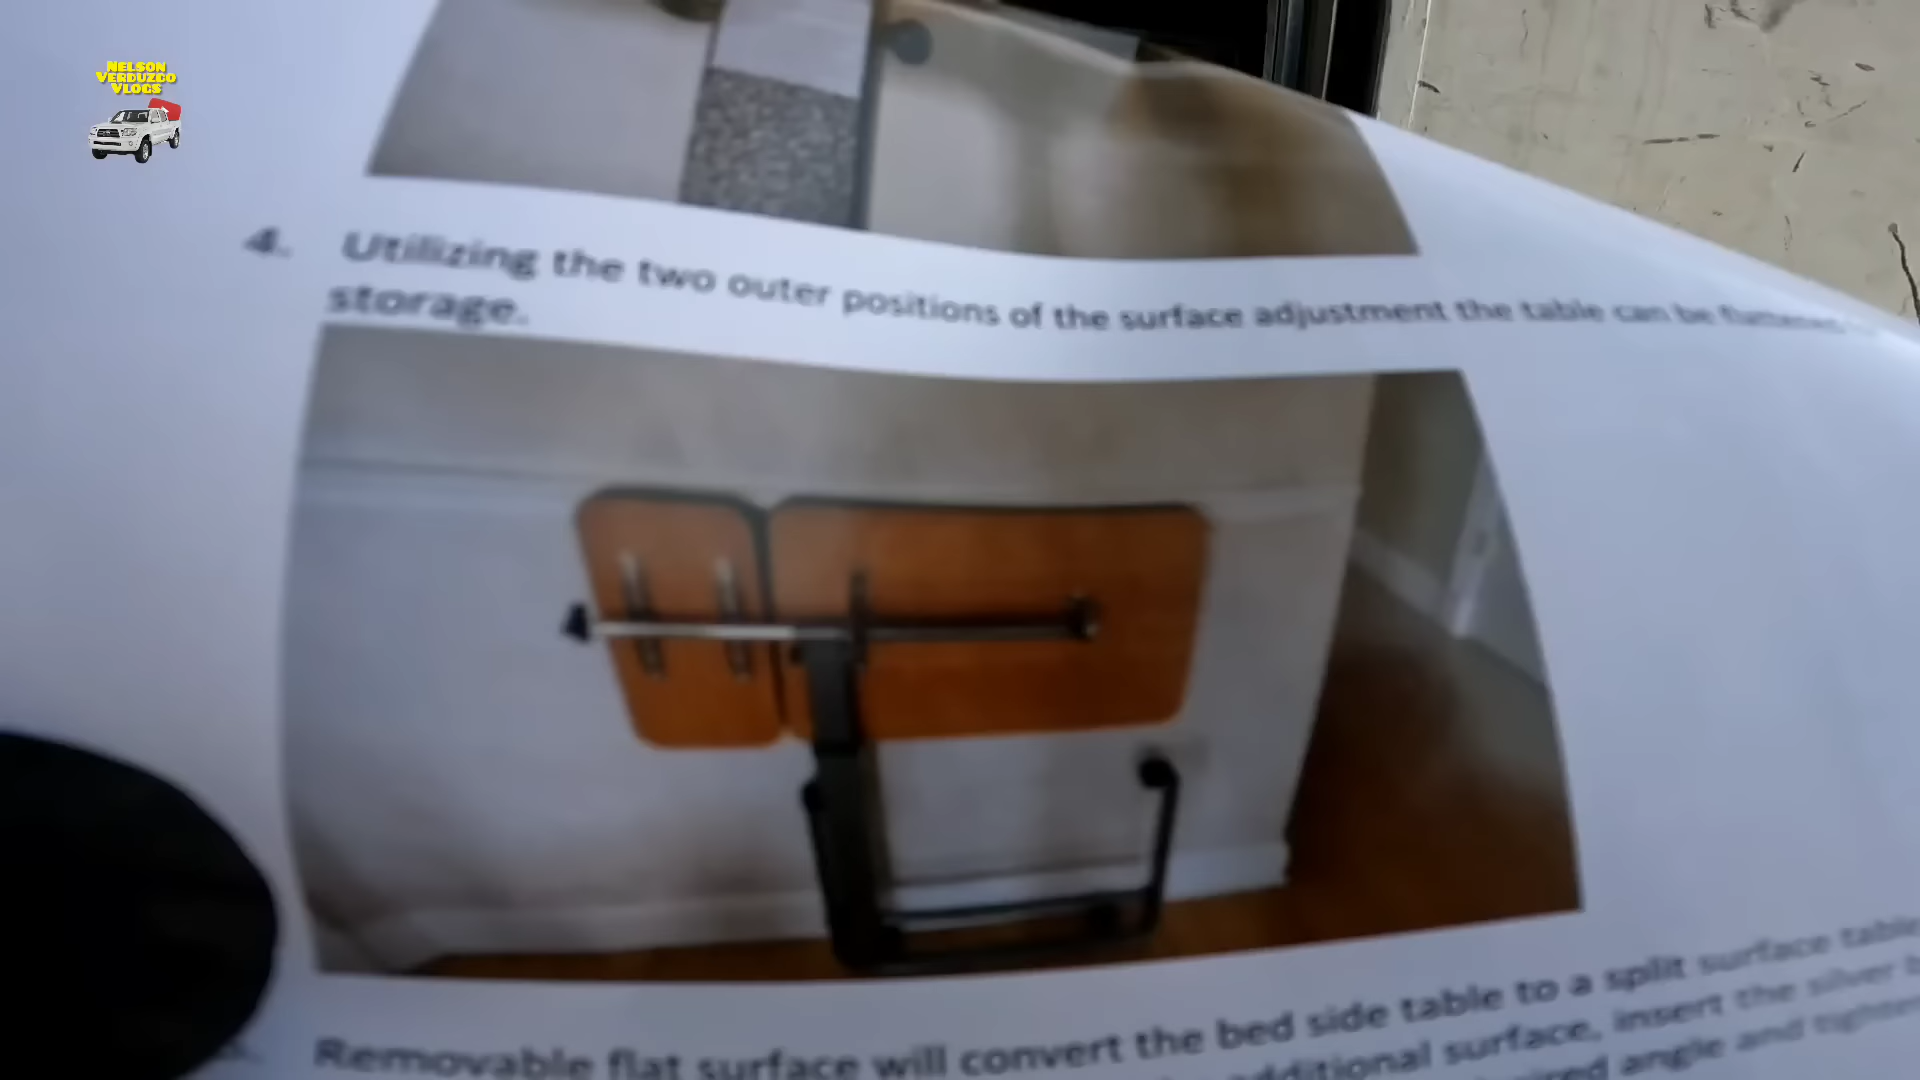 NELSON
VERDUZCO
VLOGS
4. Utilizing the two outer positions of the surface adjustment the table can be flattened
storage.
Removable flat surface will convert the bed side table to a split surface table
additional surface, insert the silver
angle and tighten